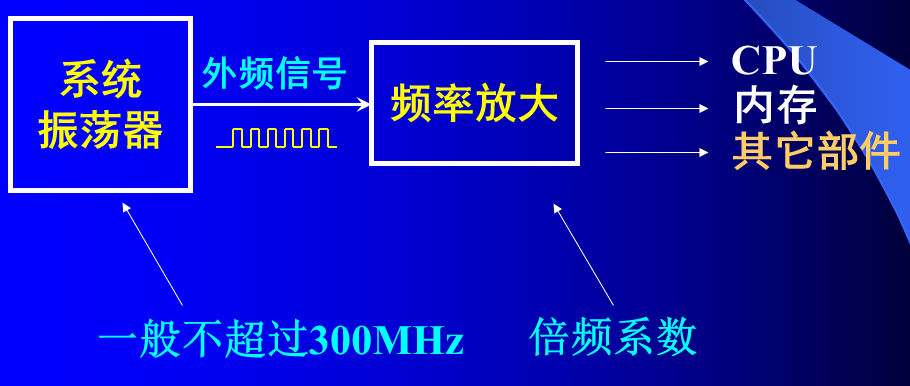 系统
振荡器
外频信号
频率放大
CPU
内存
其它部件
一般不超过300MHz
倍频系数